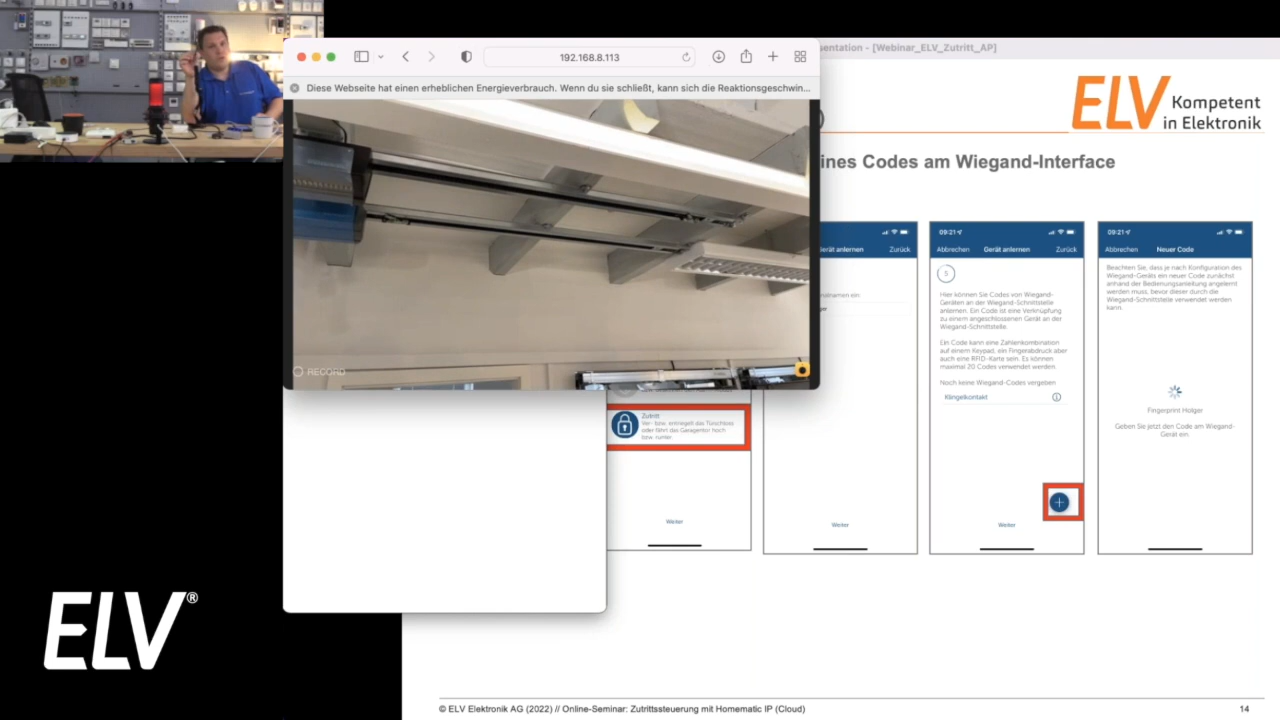 192.168.8.113
Diese Webseite hat einen erheblichen Energieverbrauch. Wenn du sie schließt, kann sich die Reaktionsgeschwin...
RECORD
sentation - [Webinar_ELV_Zutritt_AP]
ELV Kompetent
in Elektronik
ines Codes am Wiegand-Interface
Zutritt
Ver- bzw. entriegelt das Türschloss
oder fährt das Garagentor hoch
bzw. runter.
Weiter
erät anlernen Zurück
Weiter
09:21
Abbrechen Gerät anlernen Zurück
5
Hier können Sie Codes von Wiegand-
Geräten an der Wiegand-Schnittstelle
anlernen. Ein Code ist eine Verknüpfung
zu einem angeschlossenen Gerät an der
Wiegand-Schnittstelle.
Ein Code kann eine Zahlenkombination
auf einem Keypad, ein Fingerabdruck aber
auch eine RFID-Karte sein. Es können
maximal 20 Codes verwendet werden.
Noch keine Wiegand-Codes vergeben
Klingelkontakt
Weiter
09:21
Abbrechen Neuer Code
Beachten Sie, dass je nach Konfiguration des
Wiegand-Geräts ein neuer Code zunächst
anhand der Bedienungsanleitung angelernt
werden muss, bevor dieser durch die
Wiegand-Schnittstelle verwendet werden
kann.
Fingerprint Holger
Geben Sie jetzt den Code am Wiegand-
Gerät ein.
ELV®
© ELV Elektronik AG (2022) // Online-Seminar: Zutrittssteuerung mit Homematic IP (Cloud)
14